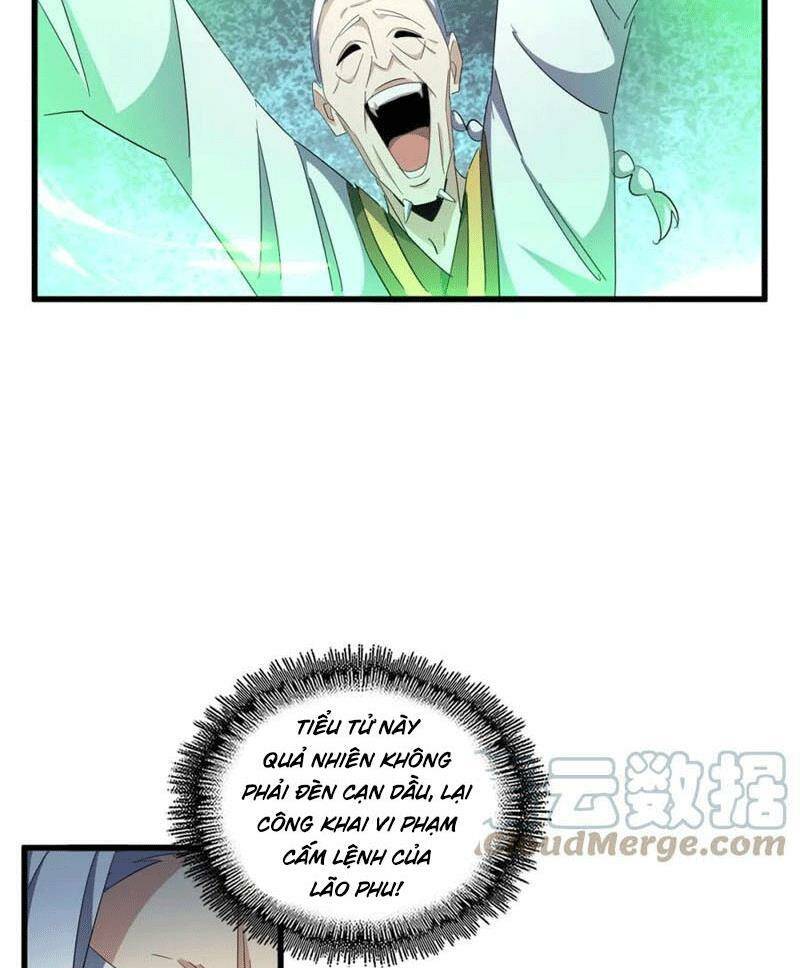 TIỂU TỬ NÀY
QUẢ NHIÊN KHÔNG
PHẢI ĐÈN CẠN DẦU, LẠI
CÔNG KHAI VI PHẠM
CẤM LỆNH CỦA
LÃO PHU!
云数据
CloudMerge.com